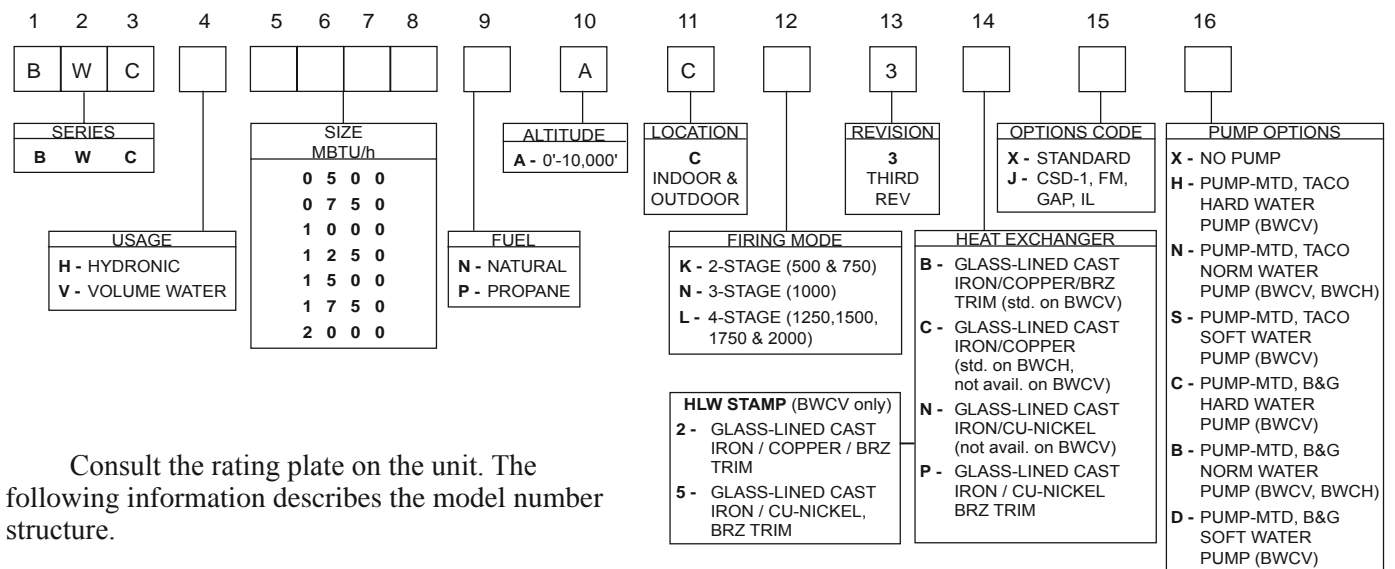 1 2 3 4 5 6 7 8 9 10 11 12 13 14 15 16
B W C A C 3
SERIES
B W C
SIZE
MBTU/h
0 5 0 0
0 7 5 0
1 0 0 0
1 2 5 0
1 5 0 0
1 7 5 0
2 0 0 0
ALTITUDE
A - 0'-10,000'
LOCATION
C
INDOOR &
OUTDOOR
REVISION
3
THIRD
REV
OPTIONS CODE
X - STANDARD
J - CSD-1, FM,
GAP, IL
PUMP OPTIONS
X - NO PUMP
H - PUMP-MTD, TACO
HARD WATER
PUMP (BWCV)
N - PUMP-MTD, TACO
NORM WATER
PUMP (BWCV, BWCH)
S - PUMP-MTD, TACO
SOFT WATER
PUMP (BWCV)
C - PUMP-MTD, B&G
HARD WATER
PUMP (BWCV)
B - PUMP-MTD, B&G
NORM WATER
PUMP (BWCV, BWCH)
D - PUMP-MTD, B&G
SOFT WATER
PUMP (BWCV)
USAGE
H - HYDRONIC
V - VOLUME WATER
FUEL
N - NATURAL
P - PROPANE
FIRING MODE
K - 2-STAGE (500 & 750)
N - 3-STAGE (1000)
L - 4-STAGE (1250,1500,
1750 & 2000)
HEAT EXCHANGER
B - GLASS-LINED CAST
IRON/COPPER/BRZ
TRIM (std. on BWCV)
C - GLASS-LINED CAST
IRON/COPPER
(std. on BWCH,
not avail. on BWCV)
N - GLASS-LINED CAST
IRON/CU-NICKEL
(not avail. on BWCV)
P - GLASS-LINED CAST
IRON / CU-NICKEL
BRZ TRIM
HLW STAMP (BWCV only)
2 - GLASS-LINED CAST
IRON / COPPER / BRZ
TRIM
5 - GLASS-LINED CAST
IRON / CU-NICKEL,
BRZ TRIM
Consult the rating plate on the unit. The
following information describes the model number
structure.